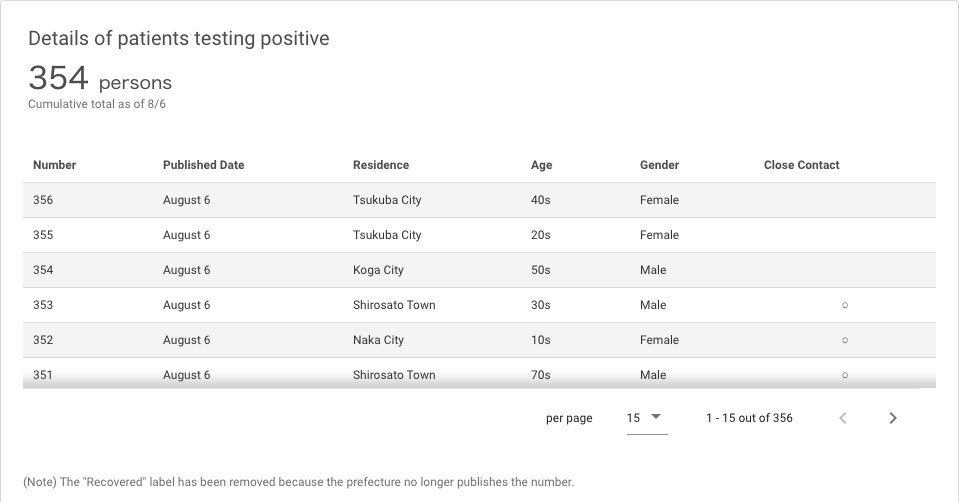 Details of patients testing positive
354 persons
Cumulative total as of 8/6
Number Published Date Residence Age Gender Close Contact
356 August 6 Tsukuba City 40s Female
355 August 6 Tsukuba City 20s Female
354 August 6 Koga City 50s Male
353 August 6 Shirosato Town 30s Male ○
352 August 6 Naka City 10s Female ○
351 August 6 Shirosato Town 70s Male ○
per page 15 1 - 15 out of 356
(Note) The "Recovered" label has been removed because the prefecture no longer publishes the number.